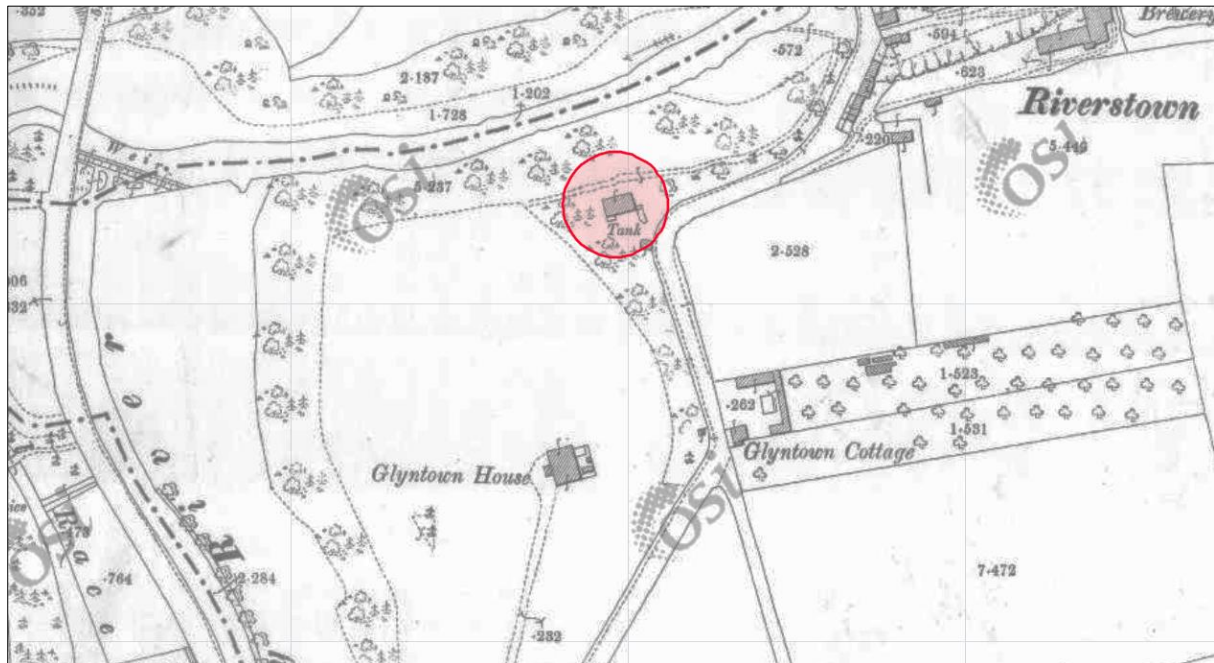 ·352
Brewery
·572
·504
·623
2·187
1·202
1·728
Riverstown
Weir
·220
5·449
OSi
OSi
5·237
Tank
2·528
1·523
·262
1·531
Glyntown Cottage
Glyntown House
OSi
OSi
R a c e
·764
2·284
7·472
·232